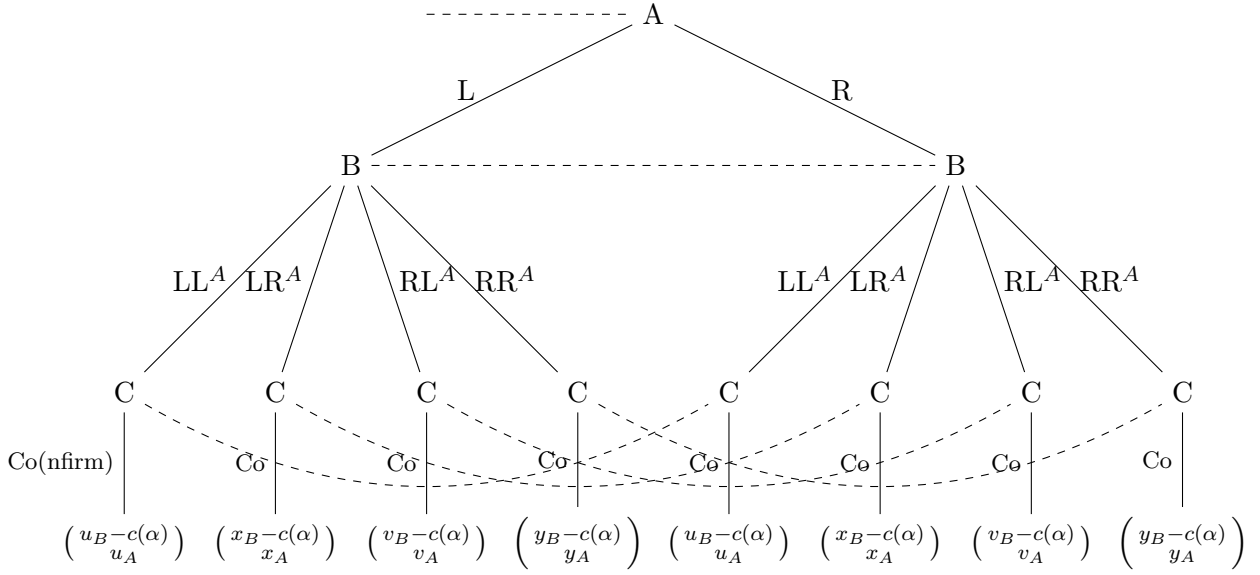 A
L R
B B
LL^A LR^A RL^A RR^A LL^A LR^A RL^A RR^A
C C C C C C C C
Co(nfirm) Co Co Co Co Co Co Co
(u_B−c(α) u_A) (x_B−c(α) x_A) (v_B−c(α) v_A) (y_B−c(α) y_A) (u_B−c(α) u_A) (x_B−c(α) x_A) (v_B−c(α) v_A) (y_B−c(α) y_A)